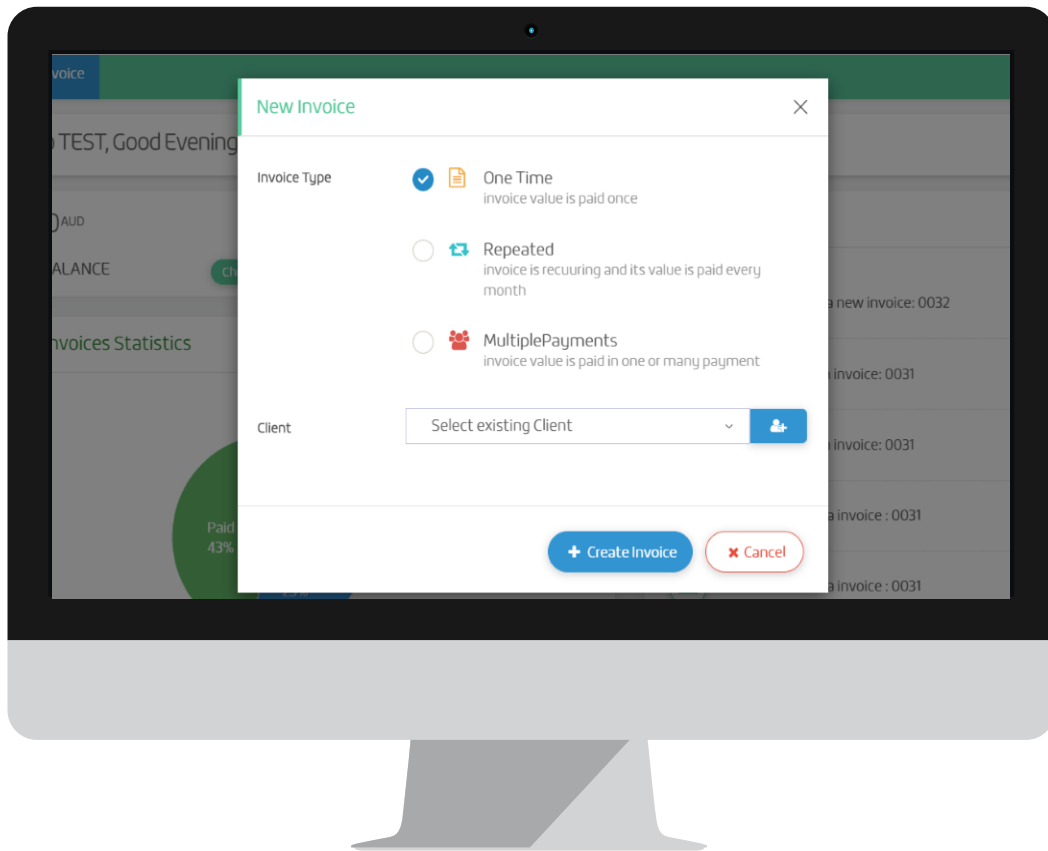 voice
New Invoice
TEST, Good Evening
Invoice Type
One Time
invoice value is paid once
AUD
ALANCE
Ch
Repeated
invoice is recuuring and its value is paid every
month
a new invoice: 0032
nvoices Statistics
MultiplePayments
invoice value is paid in one or many payment
invoice: 0031
Client
Select existing Client
invoice: 0031
Paid
43%
a invoice : 0031
+ Create Invoice
Cancel
a invoice : 0031